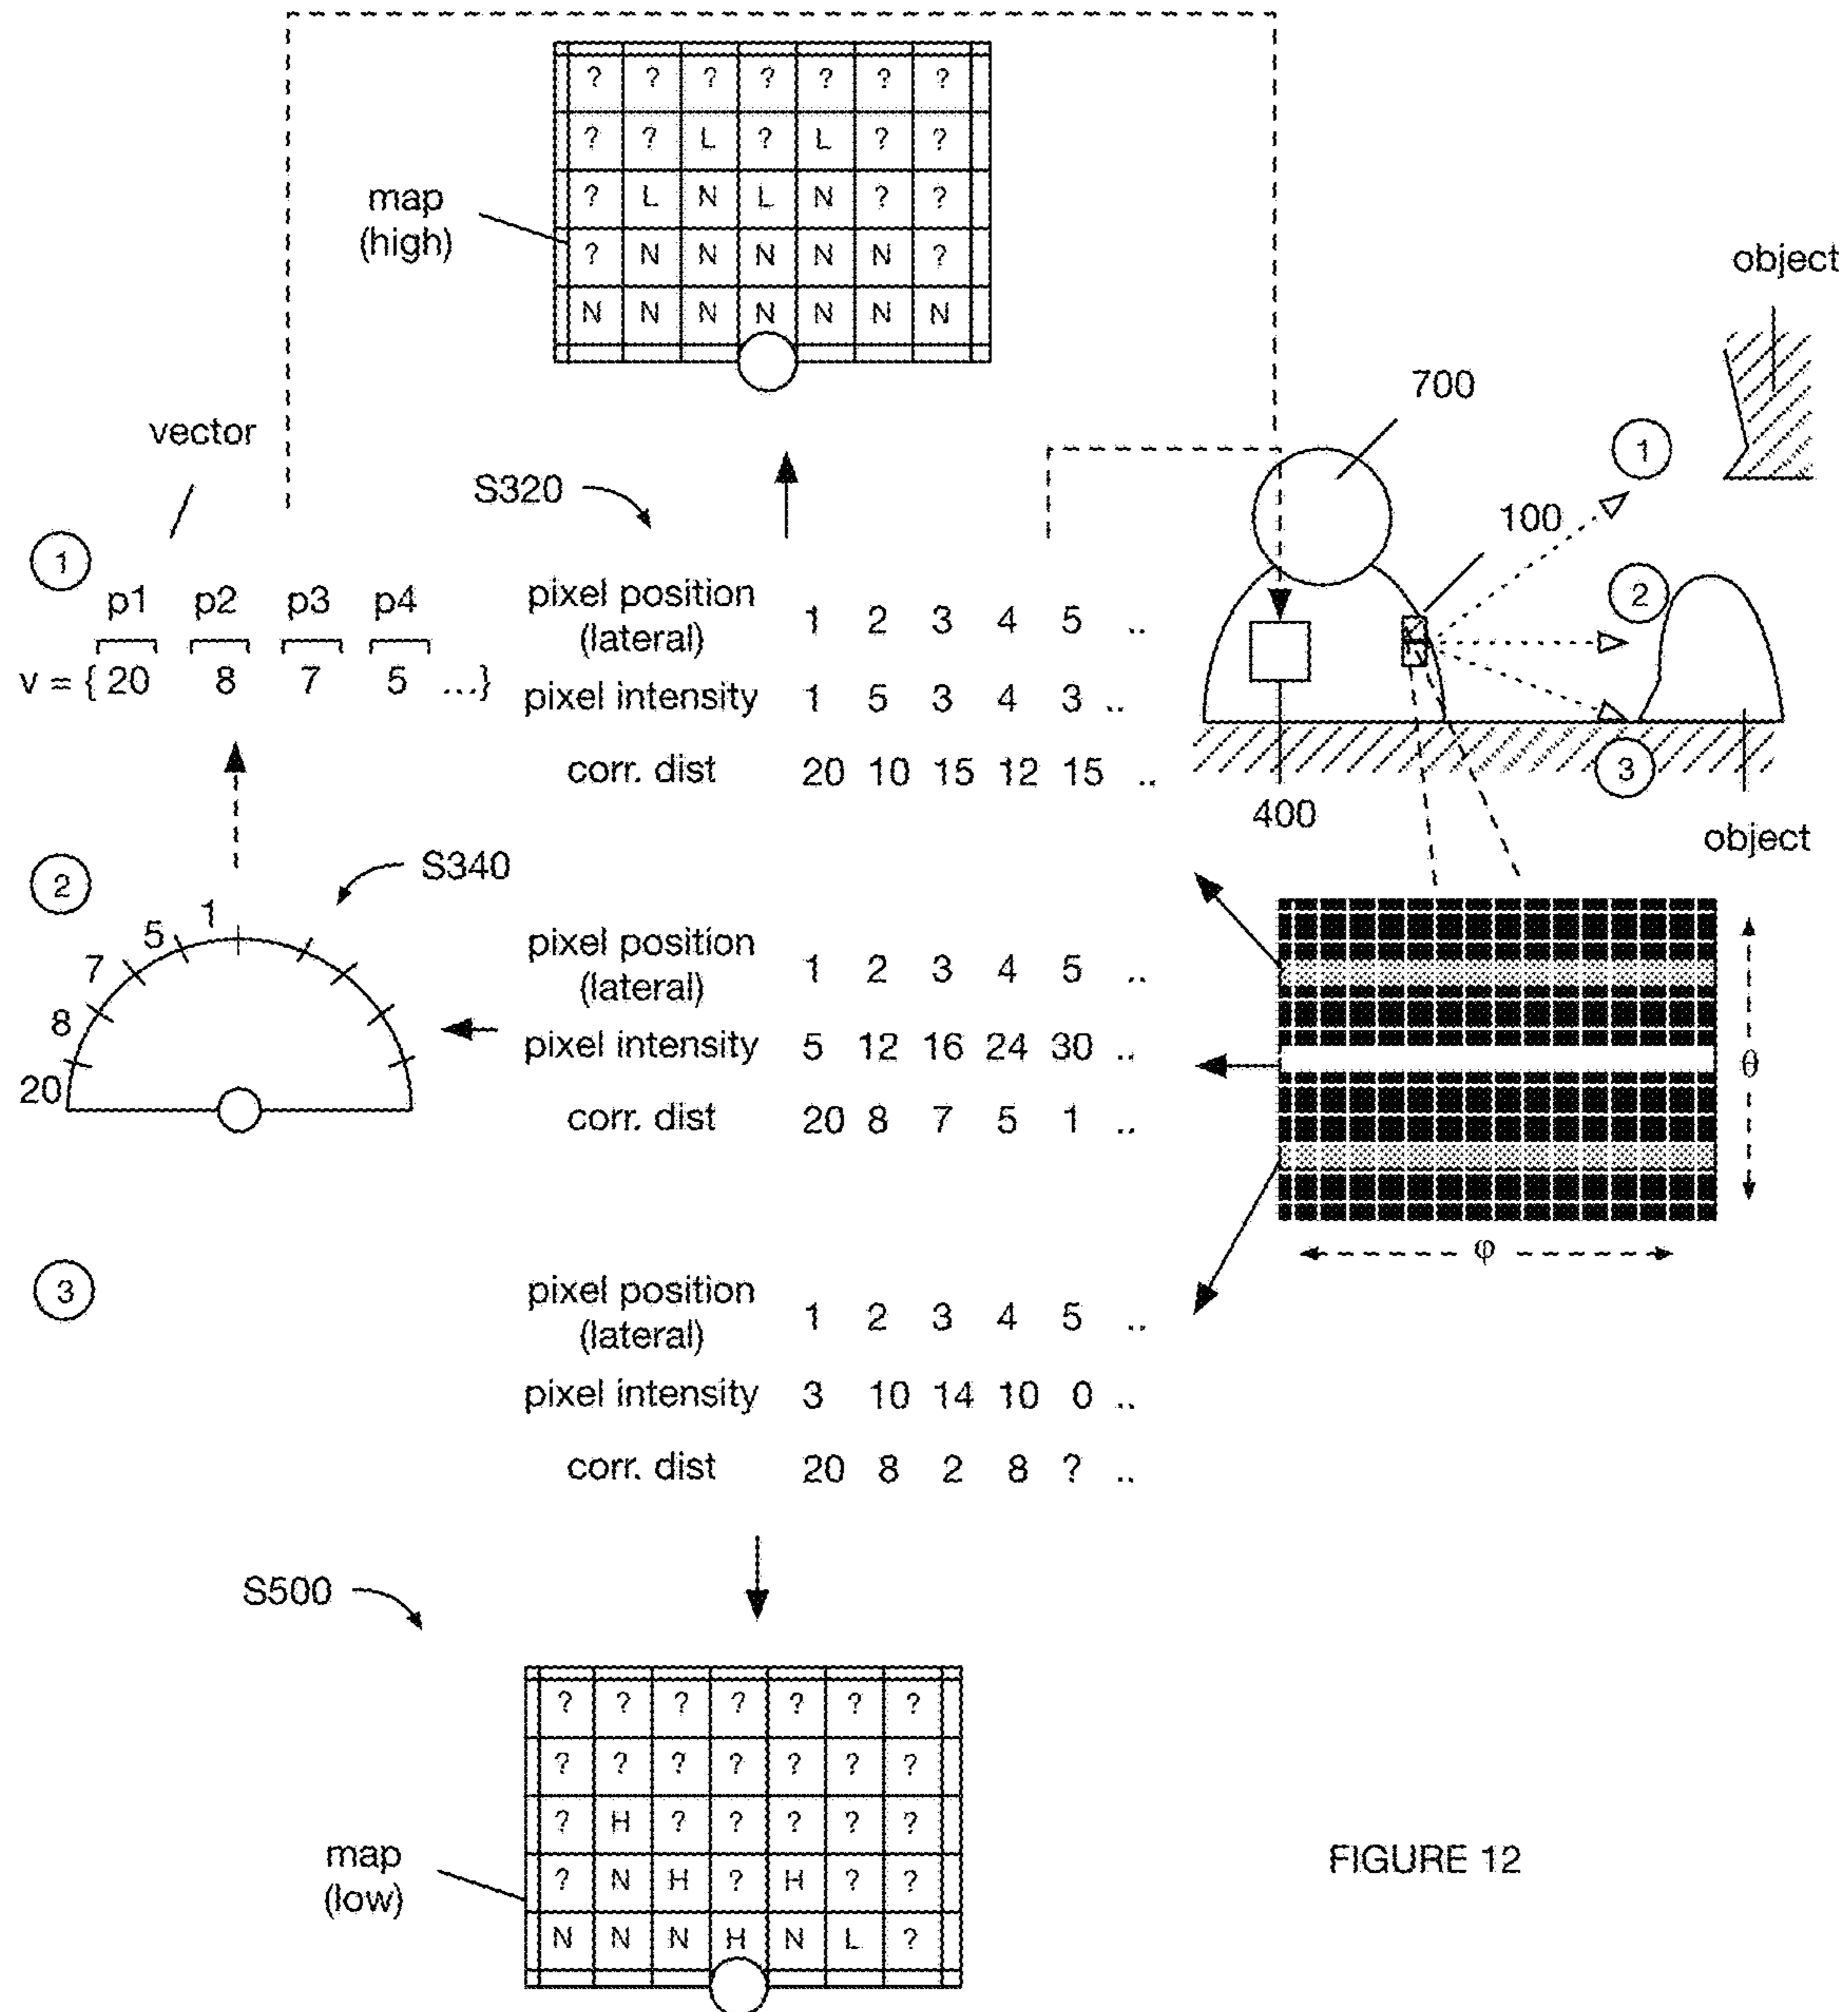 ? ? ? ? ? ? ?
? ? L ? L ? ?
? L N L N ? ?
? N N N N N ?
N N N N N N N
map
(high)
object
700
vector
S320
1
100
1
p1 p2 p3 p4
v = { 20 8 7 5 ...}
pixel position
(lateral)
1 2 3 4 5 ..
pixel intensity 1 5 3 4 3 ..
corr. dist 20 10 15 12 15 ..
2
3
400
object
2
S340
20 8 7 5 1
pixel position
(lateral)
1 2 3 4 5 ..
pixel intensity 5 12 16 24 30 ..
corr. dist 20 8 7 5 1 ..
θ
φ
3
pixel position
(lateral)
1 2 3 4 5 ..
pixel intensity 3 10 14 10 0 ..
corr. dist 20 8 2 8 ? ..
S500
? ? ? ? ? ? ?
? ? ? ? ? ? ?
? H ? ? ? ? ?
? N H ? H ? ?
N N N H N L ?
map
(low)
FIGURE 12